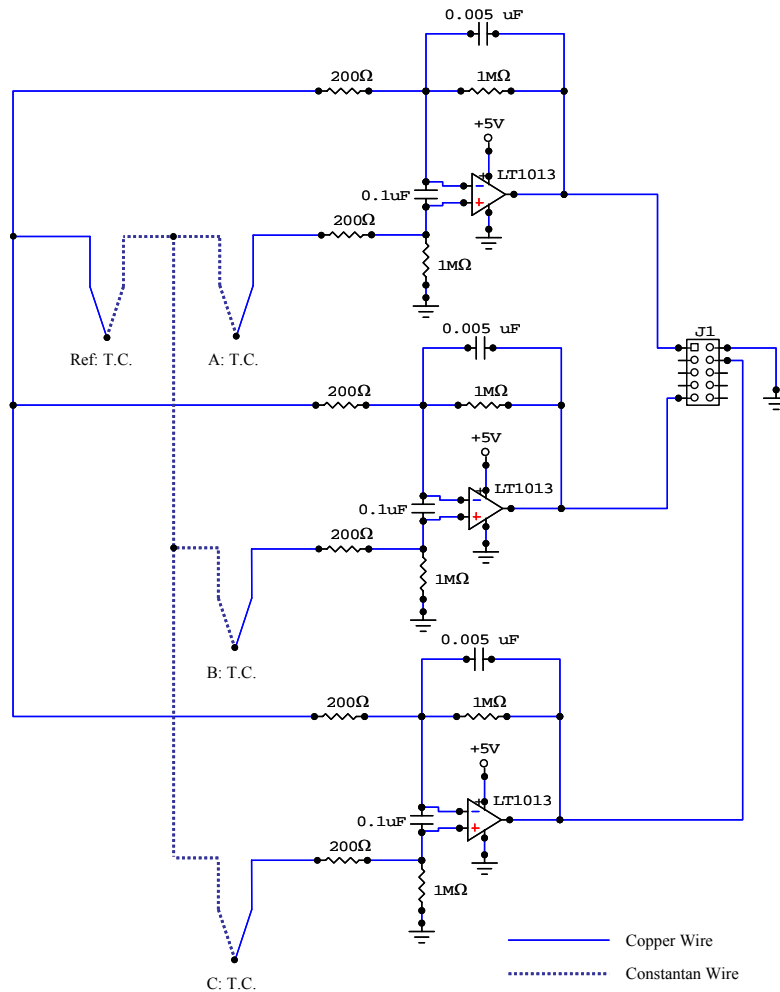 0.005 uF
200Ω
1MΩ
+5V
LT1013
0.1uF
200Ω
1MΩ
Ref: T.C.
A: T.C.
J1
0.005 uF
200Ω
1MΩ
+5V
LT1013
0.1uF
200Ω
1MΩ
B: T.C.
0.005 uF
200Ω
1MΩ
+5V
LT1013
0.1uF
200Ω
1MΩ
C: T.C.
Copper Wire
Constantan Wire